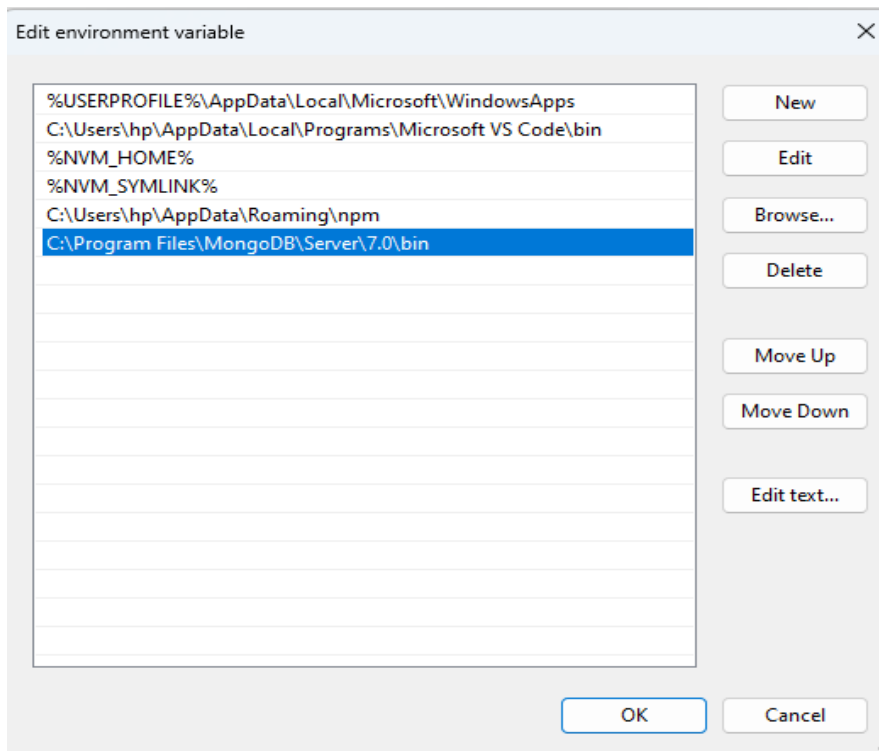 Edit environment variable
%USERPROFILE%\AppData\Local\Microsoft\WindowsApps
C:\Users\hp\AppData\Local\Programs\Microsoft VS Code\bin
%NVM_HOME%
%NVM_SYMLINK%
C:\Users\hp\AppData\Roaming\npm
C:\Program Files\MongoDB\Server\7.0\bin
New
Edit
Browse...
Delete
Move Up
Move Down
Edit text...
OK
Cancel